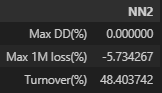 NN2
Max DD(%) 0.000000
Max 1M loss(%) -5.734267
Turnover(%) 48.403742